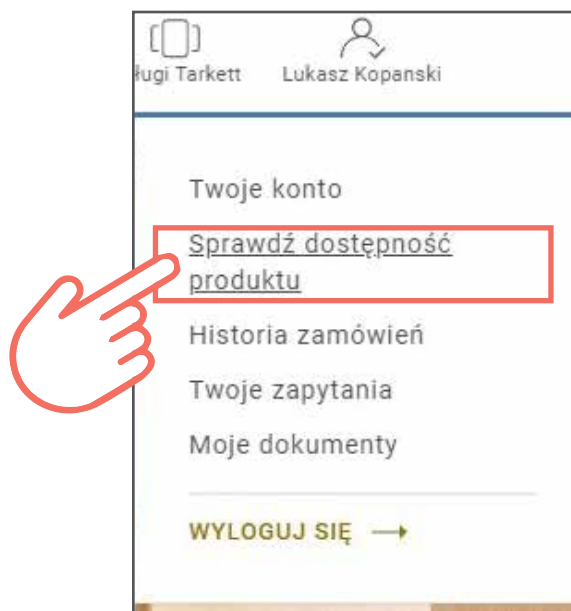 ługi Tarkett Lukasz Kopanski
Twoje konto
Sprawdź dostępność
produktu
Historia zamówień
Twoje zapytania
Moje dokumenty
WYLOGUJ SIĘ →